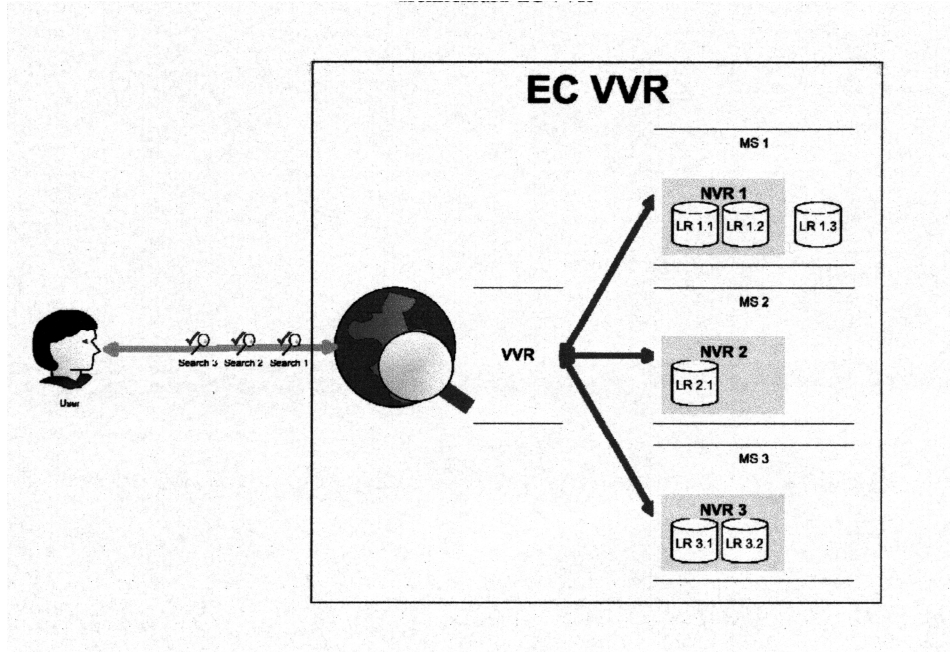 EC VVR
MS 1
NVR 1
LR 1.1
LR 1.2
LR 1.3
MS 2
VVR
NVR 2
LR 2.1
Search 3
Search 2
Search 1
User
MS 3
NVR 3
LR 3.1
LR 3.2